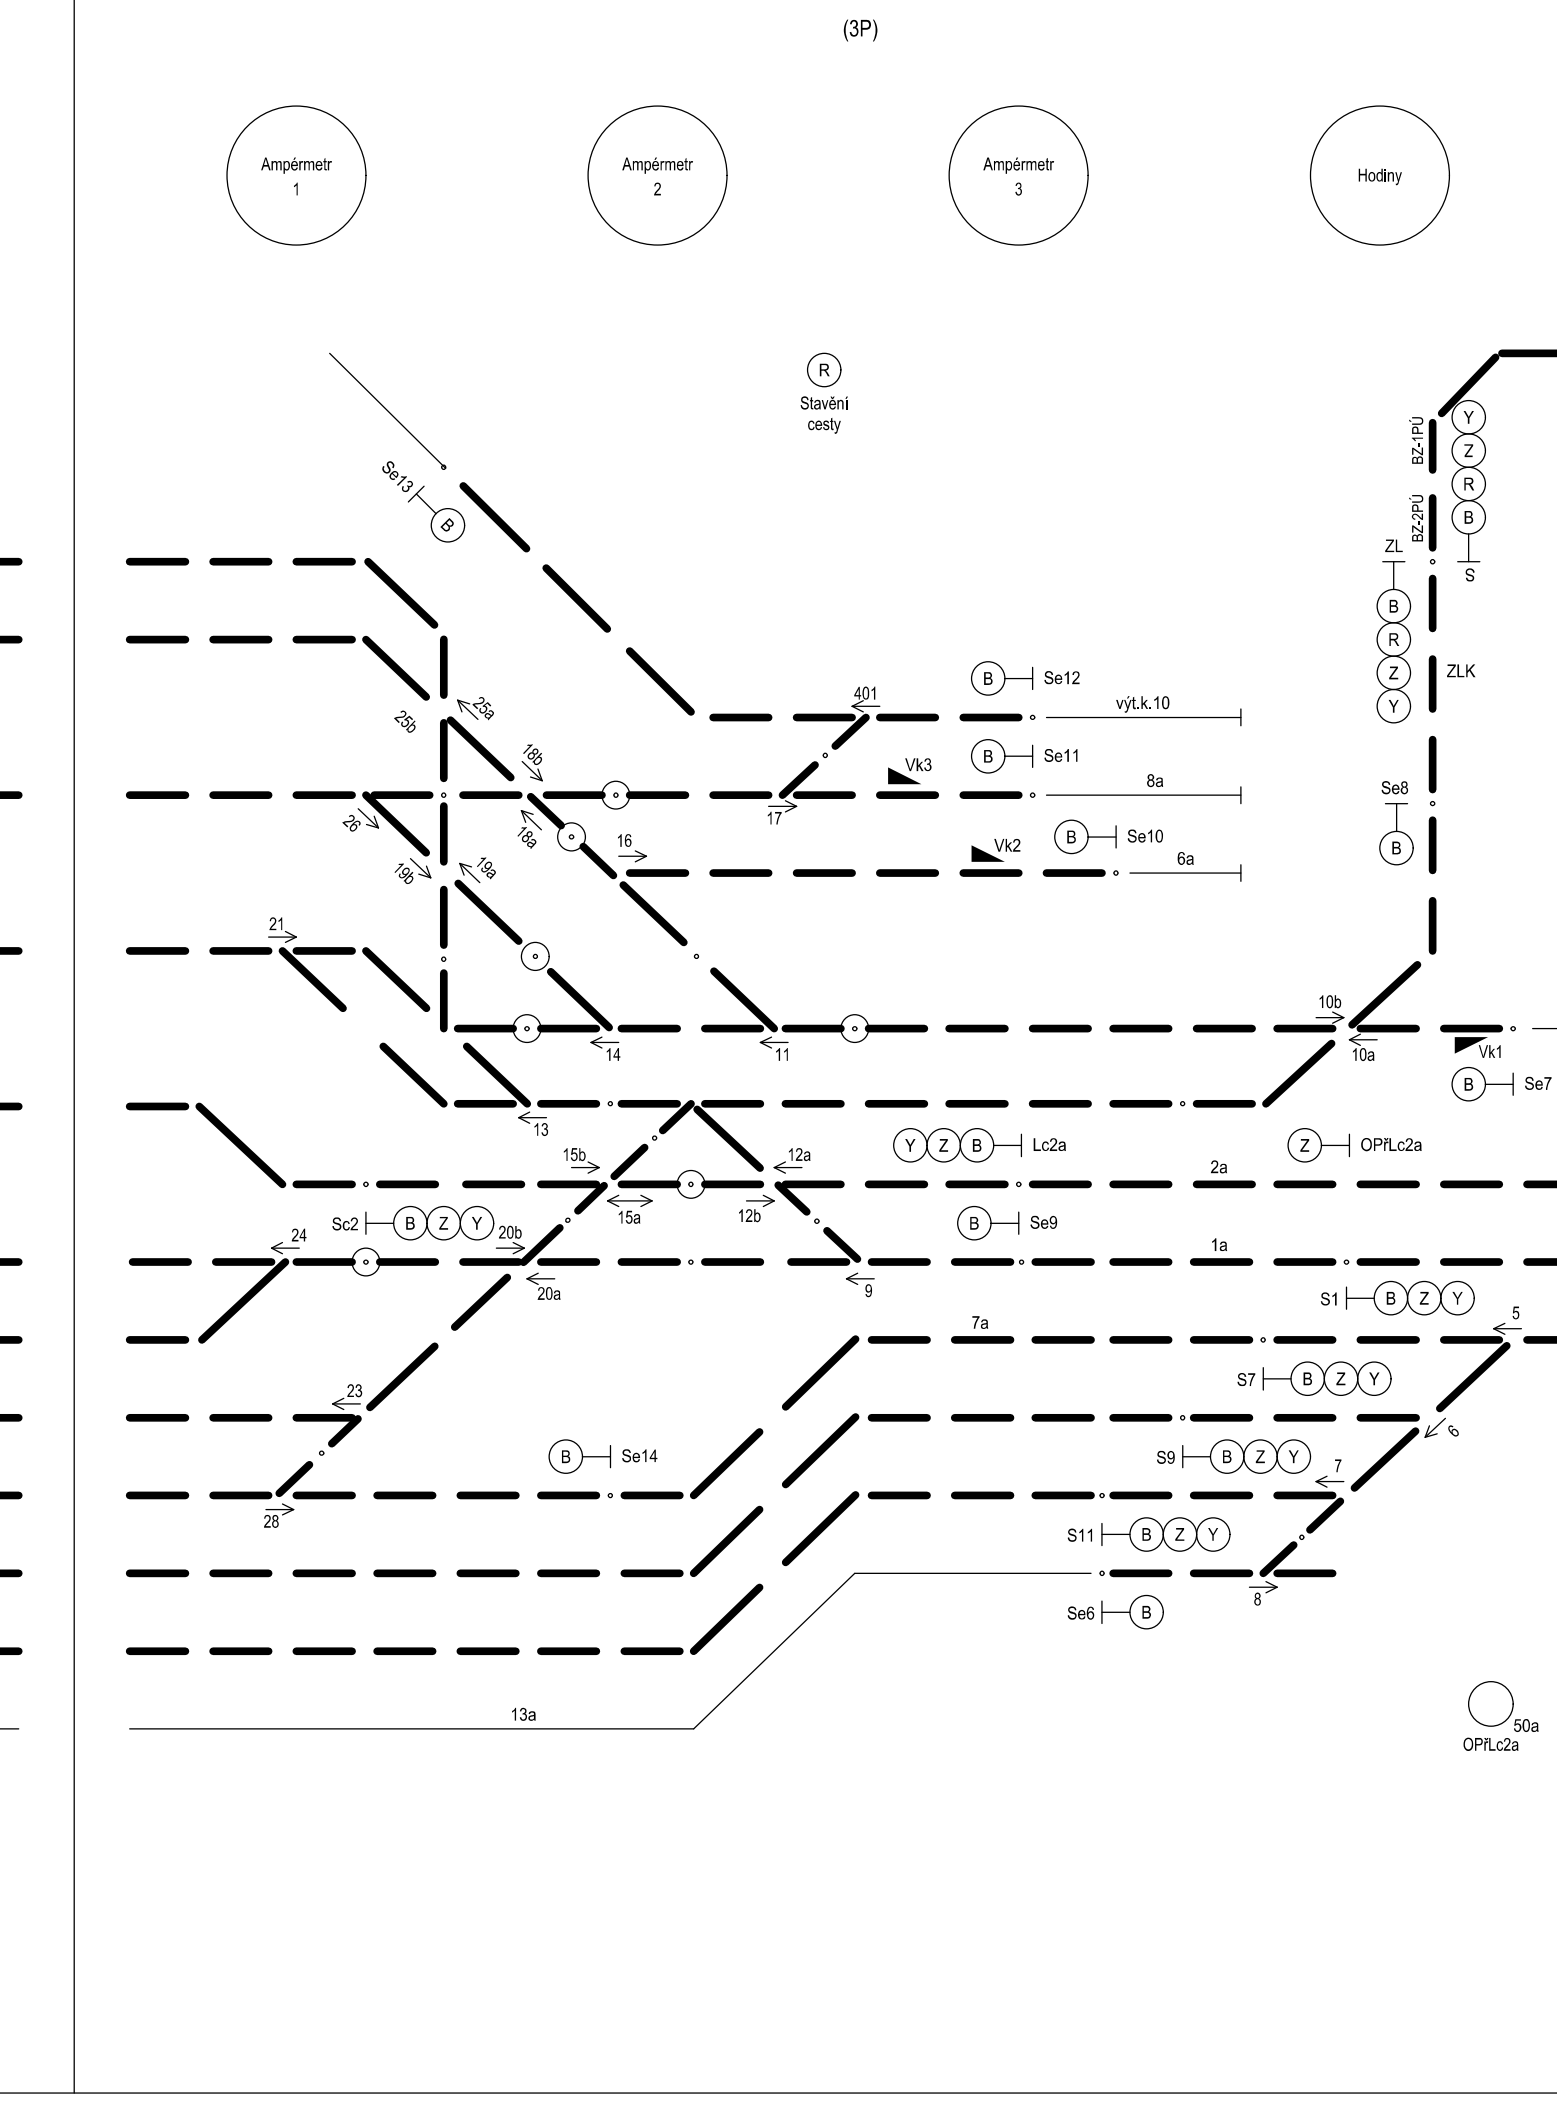 (3P)
Ampérmetr
1
Ampérmetr
2
Ampérmetr
3
Hodiny
R
Stavění
cesty
BZ-1PÚ
Y
Z
R
B
S
BZ-2PÚ
Se13
B
ZL
B
R
Z
Y
ZLK
B Se12
401
výt.k.10
25a
25b
18b
B Se11
Vk3
8a
17
Se8
B
26
18a
16
B Se10
Vk2
6a
19b
19a
21
10b
14
11
10a
Vk1
B Se7
13
15b
12a
Y Z B Lc2a
Z OPřLc2a
2a
Sc2 B Z Y
15a
12b
B Se9
24
20b
1a
20a
9
S1 B Z Y
7a
5
S7 B Z Y
23
6
B Se14
S9 B Z Y
7
28
S11 B Z Y
8
Se6 B
13a
50a
OPřLc2a